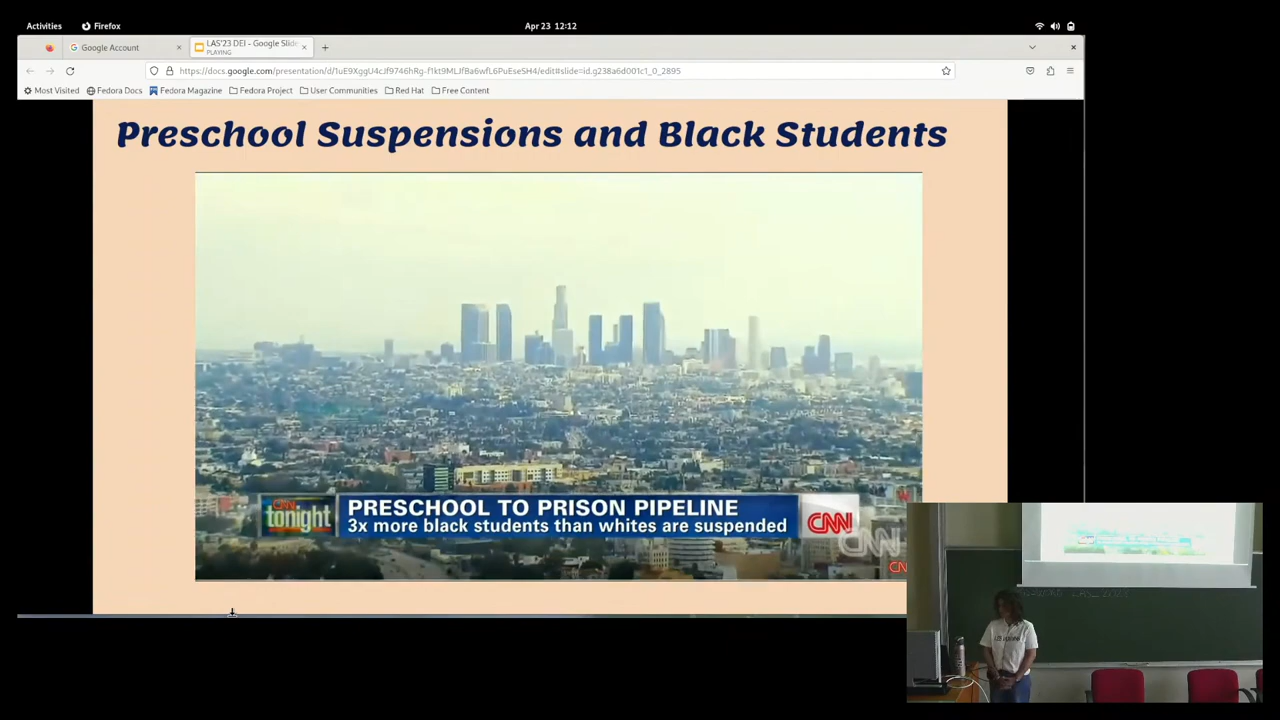 Activities
Firefox
Apr 23 12:12
Google Account
LAS'23 DEI - Google Slide
PLAYING
https://docs.google.com/presentation/d/1uE9XggU4cJf9746hRg-f1kt9MLJfBa6wfL6PuEseSH4/edit#slide=id.g238a6d001c1_0_2895
Most Visited
Fedora Docs
Fedora Magazine
Fedora Project
User Communities
Red Hat
Free Content
Preschool Suspensions and Black Students
CNN tonight
PRESCHOOL TO PRISON PIPELINE
3x more black students than whites are suspended
CNN
CNN